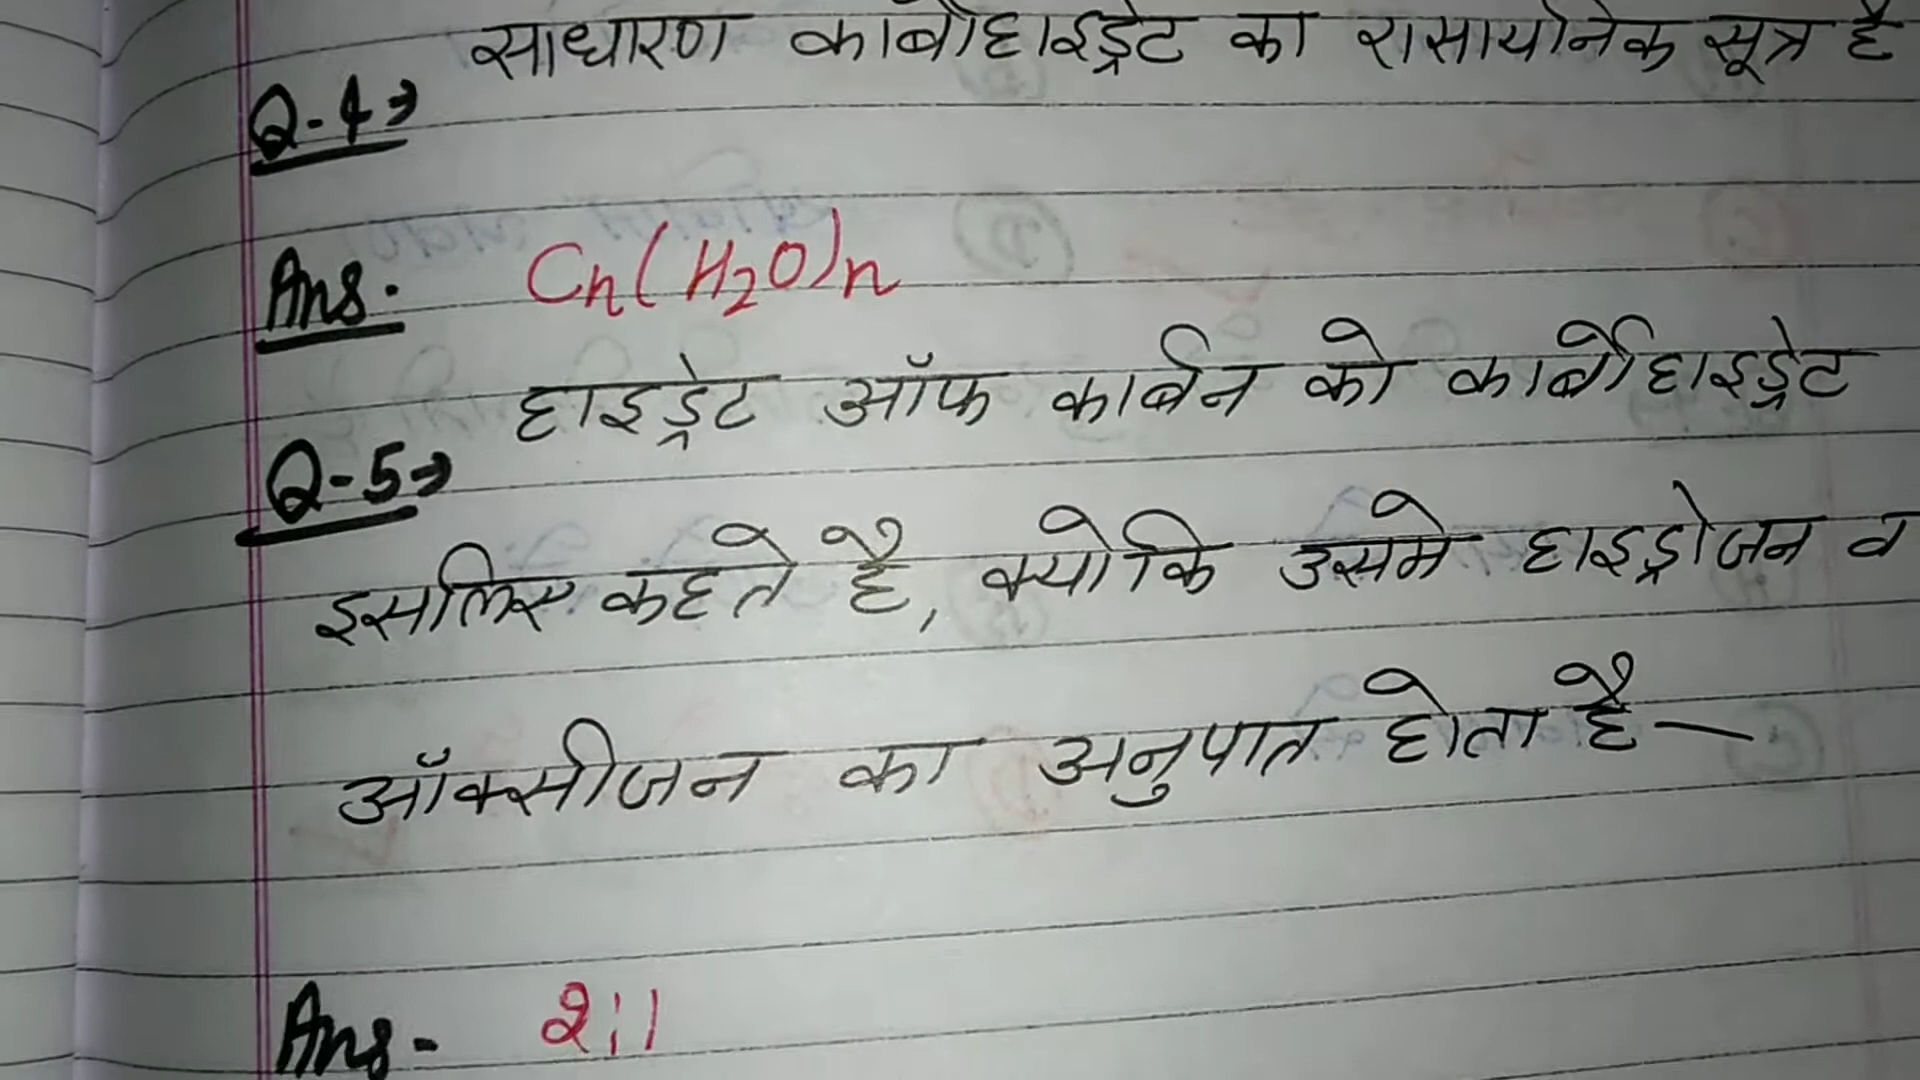 साधारण कार्बोहाइड्रेट का रासायनिक सूत्र है
Q-4→
Ans. Cn(H2O)n
हाइड्रेट ऑफ कार्बन को कार्बोहाइड्रेट
Q-5→
इसलिए कहते है, क्योकि उसमे हाइड्रोजन व
ऑक्सीजन का अनुपात होता है—
Ans- 2:1